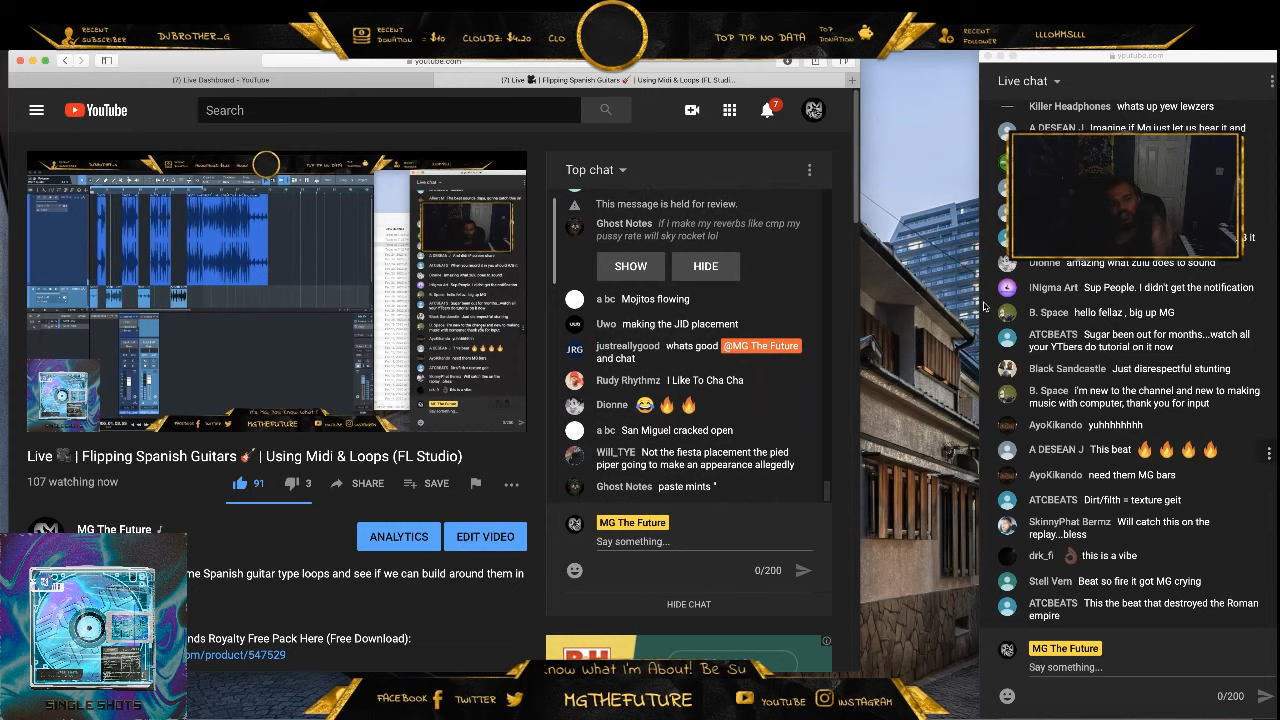 RECENT SUBSCRIBER
DJBROTHER_G
RECENT DONATION
= $10 CLOUDZ: $4.20 CLO
TOP TIP: NO DATA
TOP DONATION
RECENT FOLLOWER
LLLOHMSLLL
youtube.com
(7) Live Dashboard - YouTube
(7) Live 🎥 | Flipping Spanish Guitars 🎸 | Using Midi & Loops (FL Studi...
YouTube
Search
7
Top chat
This message is held for review.
Ghost Notes if i make my reverbs like cmp my
pussy rate will sky rocket lol
SHOW
HIDE
a bc Mojitos flowing
Uwo making my JID placement
justreallygood whats good @MG The Future
and chat
Rudy Rhythmz I Like To Cha Cha
Dionne 😂 🔥 🔥
a bc San Miguel cracked open
Will_TYE Not the fiesta placement the pied
piper going to make an appearance allegedly
Ghost Notes paste mints "
MG The Future
Say something...
0/200
HIDE CHAT
Live 🎥 | Flipping Spanish Guitars 🎸 | Using Midi & Loops (FL Studio)
107 watching now
91
3
SHARE
SAVE
MG The Future
ANALYTICS
EDIT VIDEO
me Spanish guitar type loops and see if we can build around them in
nds Royalty Free Pack Here (Free Download):
om/product/547529
SINGLE SHOTS
youtube.com
Live chat
Killer Headphones whats up yew lewzers
A DESEAN J Imagine if Mg just let us hear it and
it
Dionne amazing what zulu does to sound
INigma Art Sup People. I didn't get the notification
B. Space hello fellaz , big up MG
ATCBEATS Sugar been out for months...watch all
your YTbers do tutorial on it now
Black Sandcastle Just disrespectful stunting
B. Space i'm new to the channel and new to making
music with computer, thank you for input
AyoKikando yuhhhhhhh
A DESEAN J This beat 🔥 🔥 🔥 🔥
AyoKikando need them MG bars
ATCBEATS Dirt/filth = texture geit
SkinnyPhat Bermz Will catch this on the
replay...bless
drk_fi 👌🏿 this is a vibe
Stell Vern Beat so fire it got MG crying
ATCBEATS This the beat that destroyed the Roman
empire
MG The Future
Say something...
0/200
know what I'm About! Be Su
FACEBOOK
TWITTER
MGTHEFUTURE
YOUTUBE
INSTAGRAM